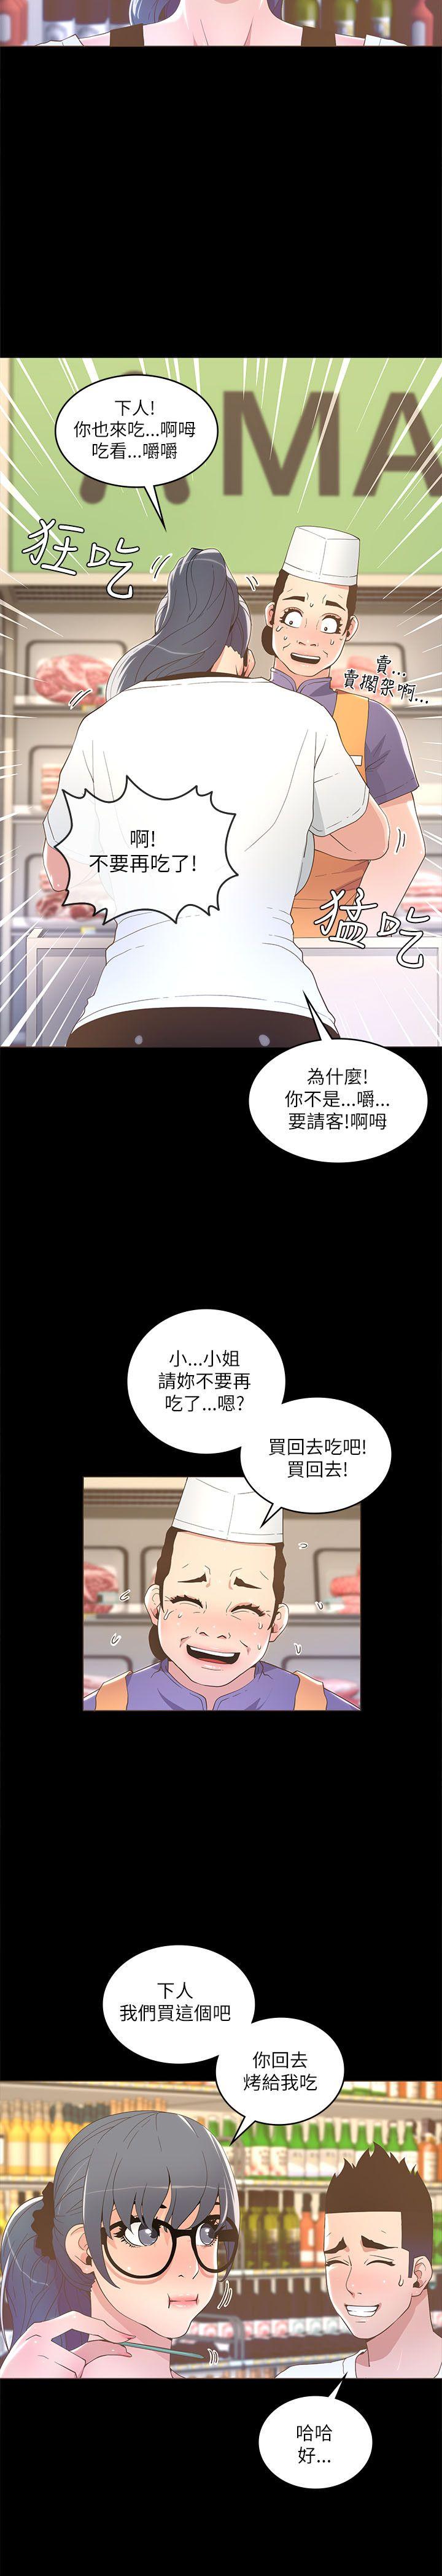 下人!
你也來吃...啊呣
吃看...嚼嚼
MA
狂吃
賣...
賣擱架啊...
啊!
不要再吃了!
猛吃
為什麼!
你不是...嚼...
要請客!啊呣
小...小姐
請妳不要再
吃了...嗯?
買回去吃吧!
買回去!
下人
我們買這個吧
你回去
烤給我吃
哈哈
好...